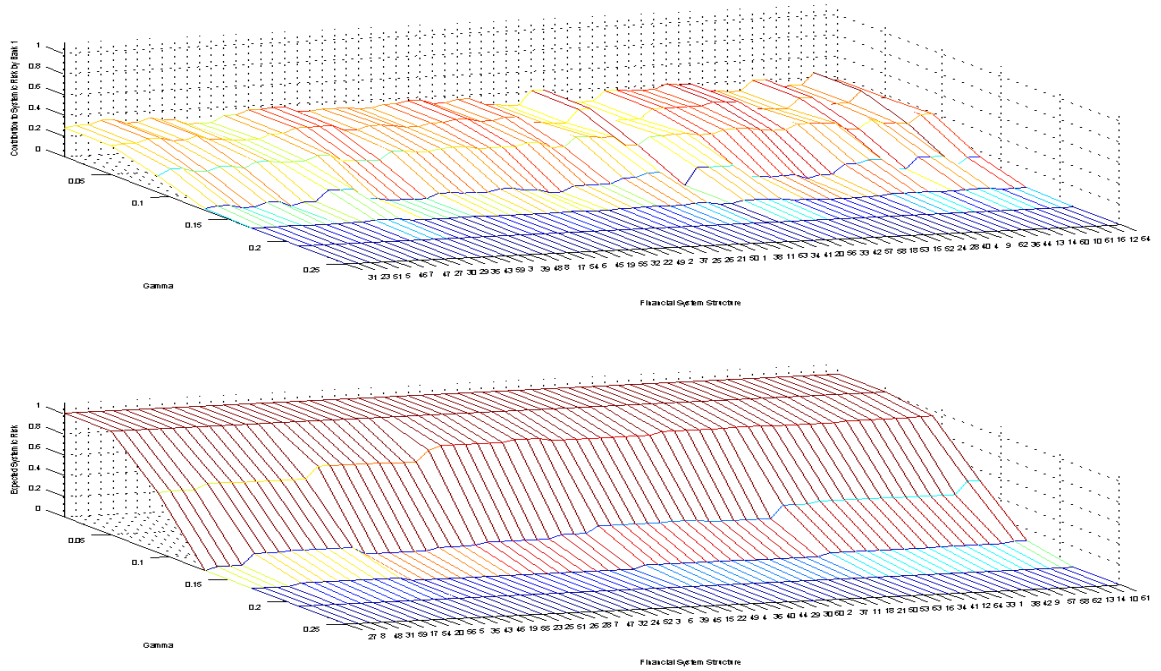 Contribution to Systemic Risk by Bank 1
1
0.8
0.6
0.4
0.2
0
0.05
0.1
0.15
0.2
0.25
Gamma
31 23 51 5 46 7 47 27 30 29 35 43 59 3 39 48 8 17 54 6 45 19 55 32 22 49 2 37 25 26 21 50 1 38 11 63 34 41 20 56 33 42 57 58 18 53 15 52 24 28 40 4 9 62 36 44 13 14 60 10 61 16 12 64
Financial System Structure
Expected Systemic Risk
1
0.8
0.6
0.4
0.2
0
0.05
0.1
0.15
0.2
0.25
Gamma
27 8 48 31 59 17 54 20 56 5 35 43 46 19 55 23 25 51 26 28 7 47 32 24 52 3 6 39 45 15 22 49 4 36 40 44 29 30 60 2 37 11 18 21 50 53 63 16 34 41 12 64 33 1 38 42 9 57 58 62 13 14 10 61
Financial System Structure